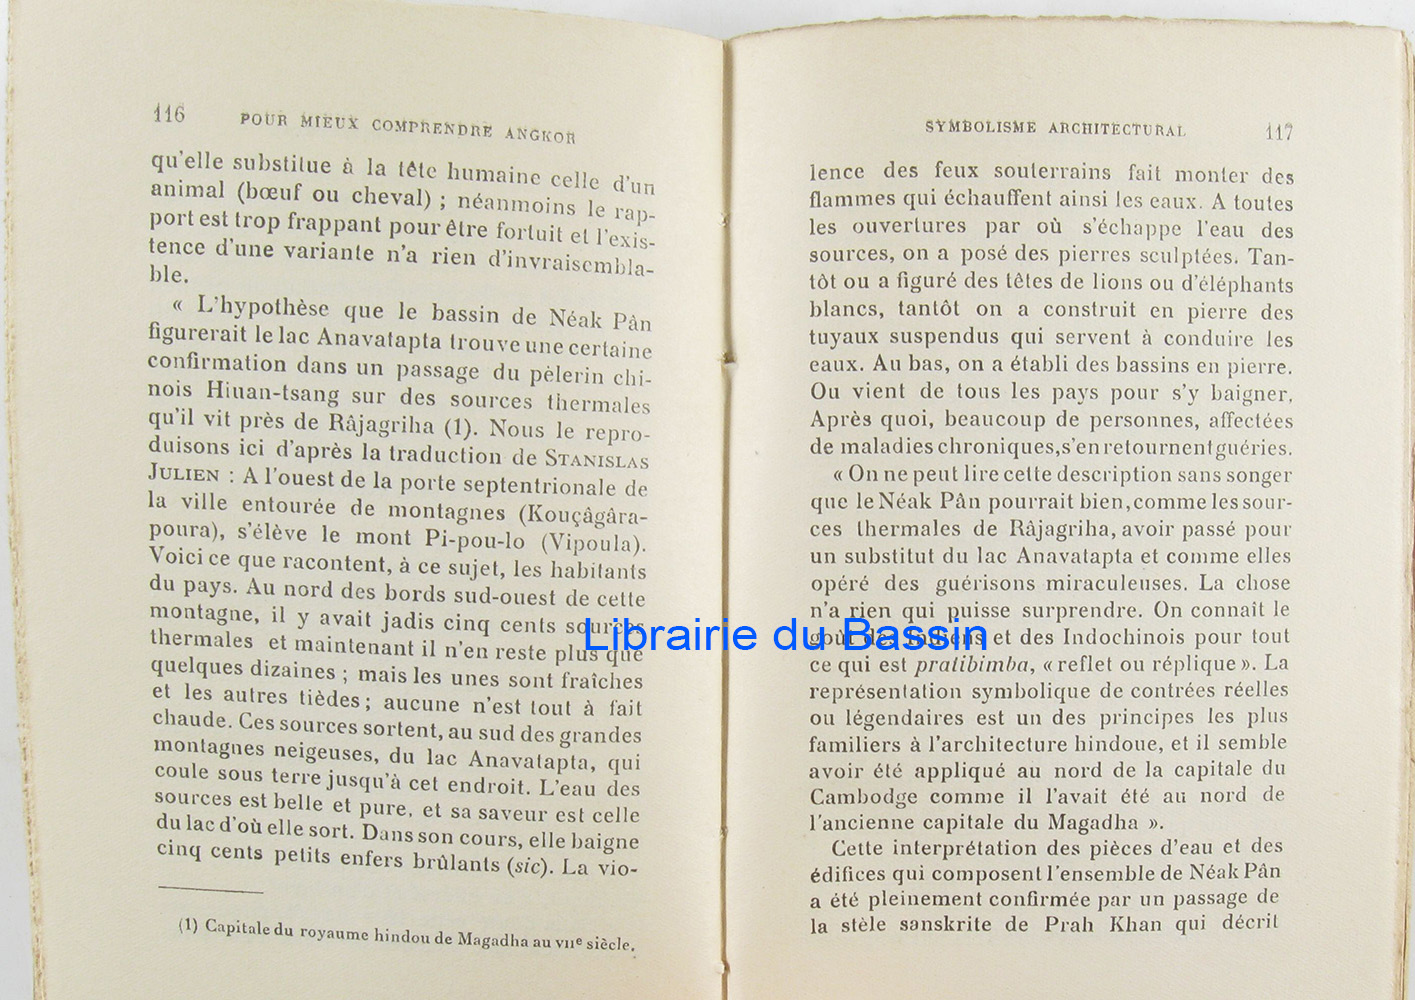 116 POUR MIEUX COMPRENDRE ANGKOR
qu'elle substitue à la tête humaine celle d'un
animal (bœuf ou cheval) ; néanmoins le rap-
port est trop frappant pour être fortuit et l'exis-
tence d'une variante n'a rien d'invraisembla-
ble.
« L'hypothèse que le bassin de Néak Pân
figurerait le lac Anavatapta trouve une certaine
confirmation dans un passage du pèlerin chi-
nois Hiuan-tsang sur des sources thermales
qu'il vit près de Râjagriha (1). Nous le repro-
duisons ici d'après la traduction de STANISLAS
JULIEN : A l'ouest de la porte septentrionale de
la ville entourée de montagnes (Kouçâgâra-
poura), s'élève le mont Pi-pou-lo (Vipoula).
Voici ce que racontent, à ce sujet, les habitants
du pays. Au nord des bords sud-ouest de cette
montagne, il y avait jadis cinq cents sources
thermales et maintenant il n'en reste plus que
quelques dizaines ; mais les unes sont fraîches
et les autres tièdes ; aucune n'est tout à fait
chaude. Ces sources sortent, au sud des grandes
montagnes neigeuses, du lac Anavatapta, qui
coule sous terre jusqu'à cet endroit. L'eau des
sources est belle et pure, et sa saveur est celle
du lac d'où elle sort. Dans son cours, elle baigne
cinq cents petits enfers brûlants (sic). La vio-
(1) Capitale du royaume hindou de Magadha au VIIe siècle.
SYMBOLISME ARCHITECTURAL 117
lence des feux souterrains fait monter des
flammes qui échauffent ainsi les eaux. A toutes
les ouvertures par où s'échappe l'eau des
sources, on a posé des pierres sculptées. Tan-
tôt ou a figuré des têtes de lions ou d'éléphants
blancs, tantôt on a construit en pierre des
tuyaux suspendus qui servent à conduire les
eaux. Au bas, on a établi des bassins en pierre.
Ou vient de tous les pays pour s'y baigner,
Après quoi, beaucoup de personnes, affectées
de maladies chroniques, s'en retournent guéries.
« On ne peut lire cette description sans songer
que le Néak Pân pourrait bien, comme les sour-
ces thermales de Râjagriha, avoir passé pour
un substitut du lac Anavatapta et comme elles
opéré des guérisons miraculeuses. La chose
n'a rien qui puisse surprendre. On connaît le
goût des Indiens et des Indochinois pour tout
ce qui est pratibimba, « reflet ou réplique ». La
représentation symbolique de contrées réelles
ou légendaires est un des principes les plus
familiers à l'architecture hindoue, et il semble
avoir été appliqué au nord de la capitale du
Cambodge comme il l'avait été au nord de
l'ancienne capitale du Magadha ».
Cette interprétation des pièces d'eau et des
édifices qui composent l'ensemble de Néak Pân
a été pleinement confirmée par un passage de
la stèle sanskrite de Prah Khan qui décrit
Librairie du Bassin